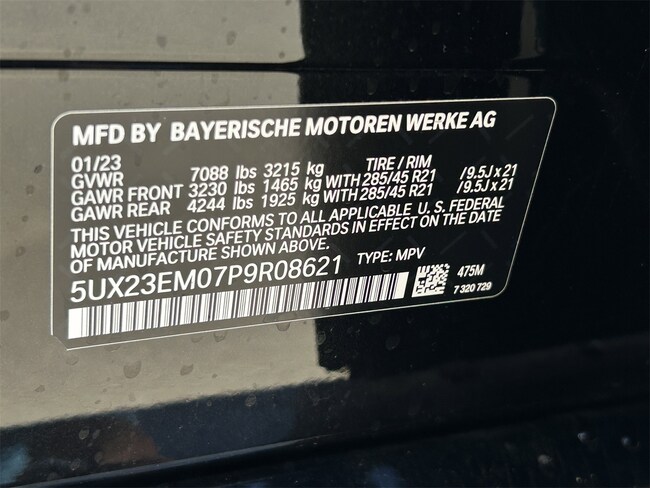 MFD BY BAYERISCHE MOTOREN WERKE AG
01/23 TIRE / RIM
GVWR 7088 lbs 3215 kg
GAWR FRONT 3230 lbs 1465 kg WITH 285/45 R21 /9.5J x 21
GAWR REAR 4244 lbs 1925 kg WITH 285/45 R21 /9.5J x 21
THIS VEHICLE CONFORMS TO ALL APPLICABLE U. S. FEDERAL
MOTOR VEHICLE SAFETY STANDARDS IN EFFECT ON THE DATE
OF MANUFACTURE SHOWN ABOVE.
5UX23EM07P9R08621 TYPE: MPV
475M
7 320 729